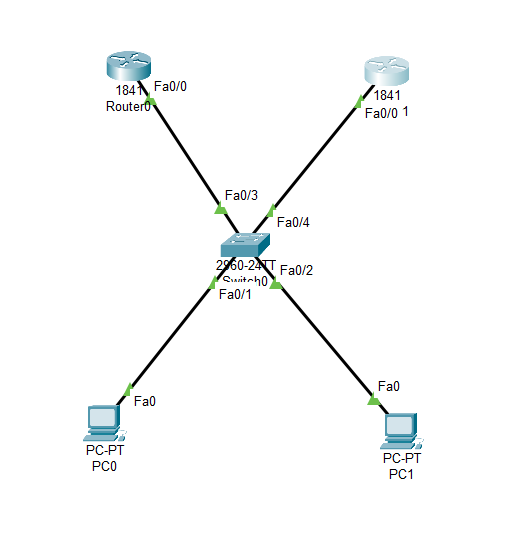 1841
Router0
Fa0/0
1841
Fa0/0 1
Fa0/3
Fa0/4
2960-24TT
Switch0
Fa0/2
Fa0/1
Fa0
Fa0
PC-PT
PC0
PC-PT
PC1